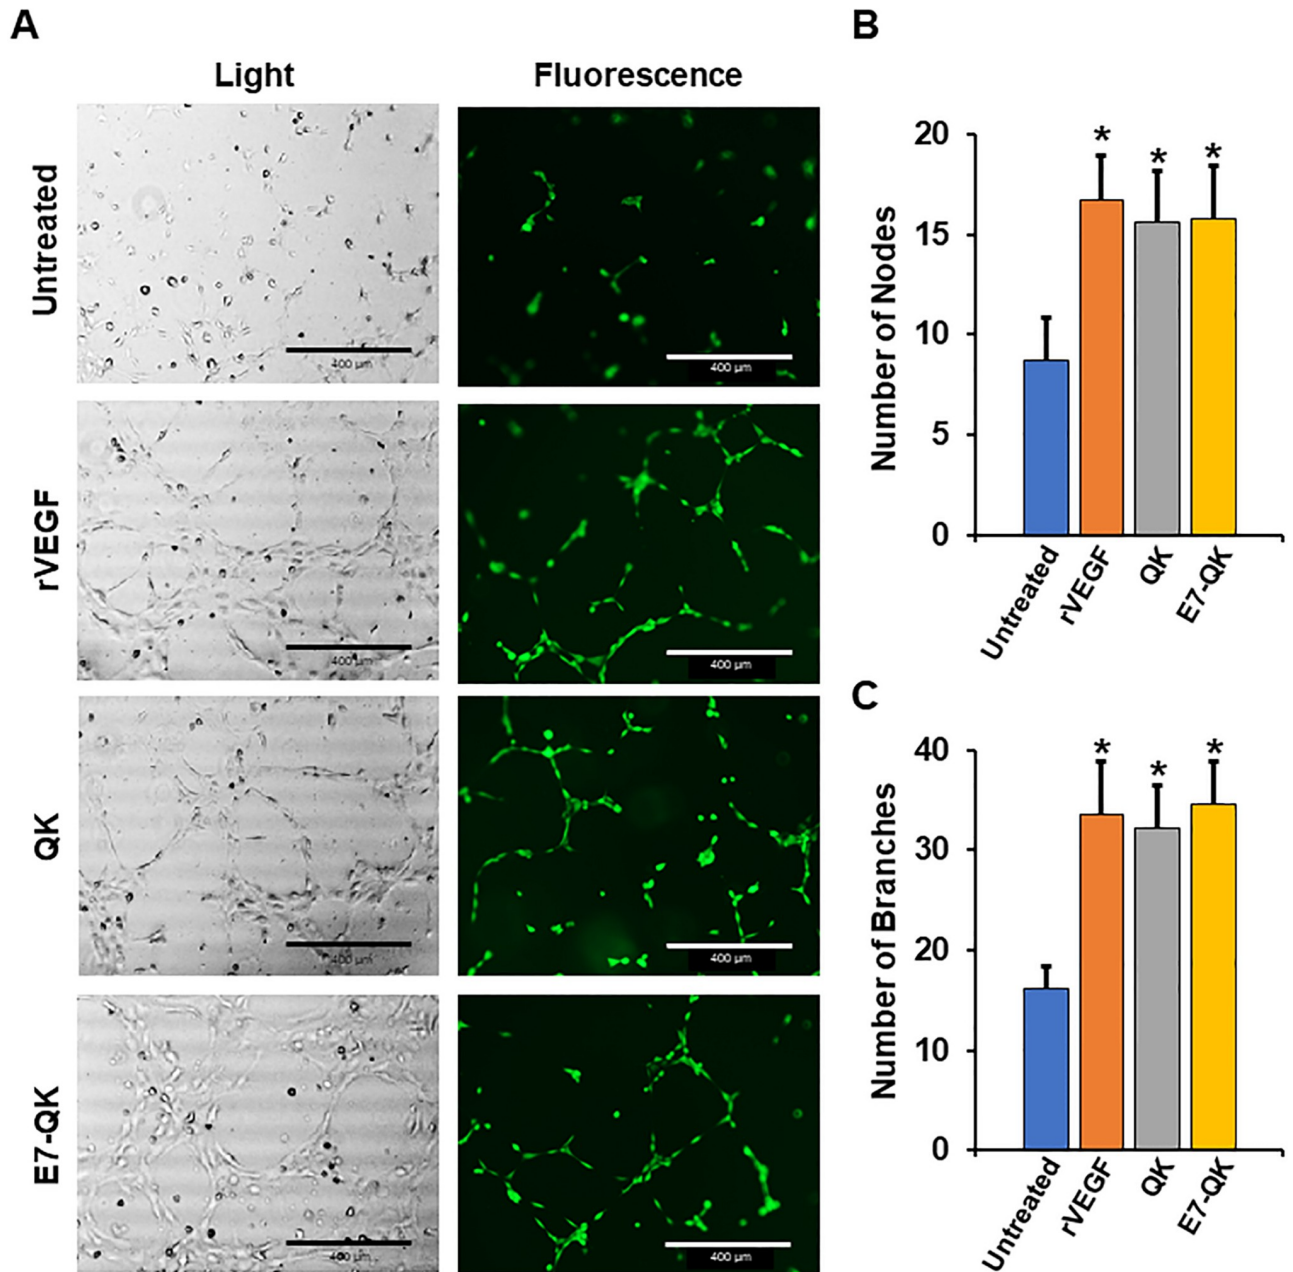 A
Light
Fluorescence
Untreated
400 µm
400 µm
rVEGF
400 µm
400 µm
QK
400 µm
400 µm
E7-QK
400 µm
400 µm
B
Number of Nodes
20
15
10
5
0
* * *
Untreated
rVEGF
QK
E7-QK
C
Number of Branches
40
30
20
10
0
* * *
Untreated
rVEGF
QK
E7-QK